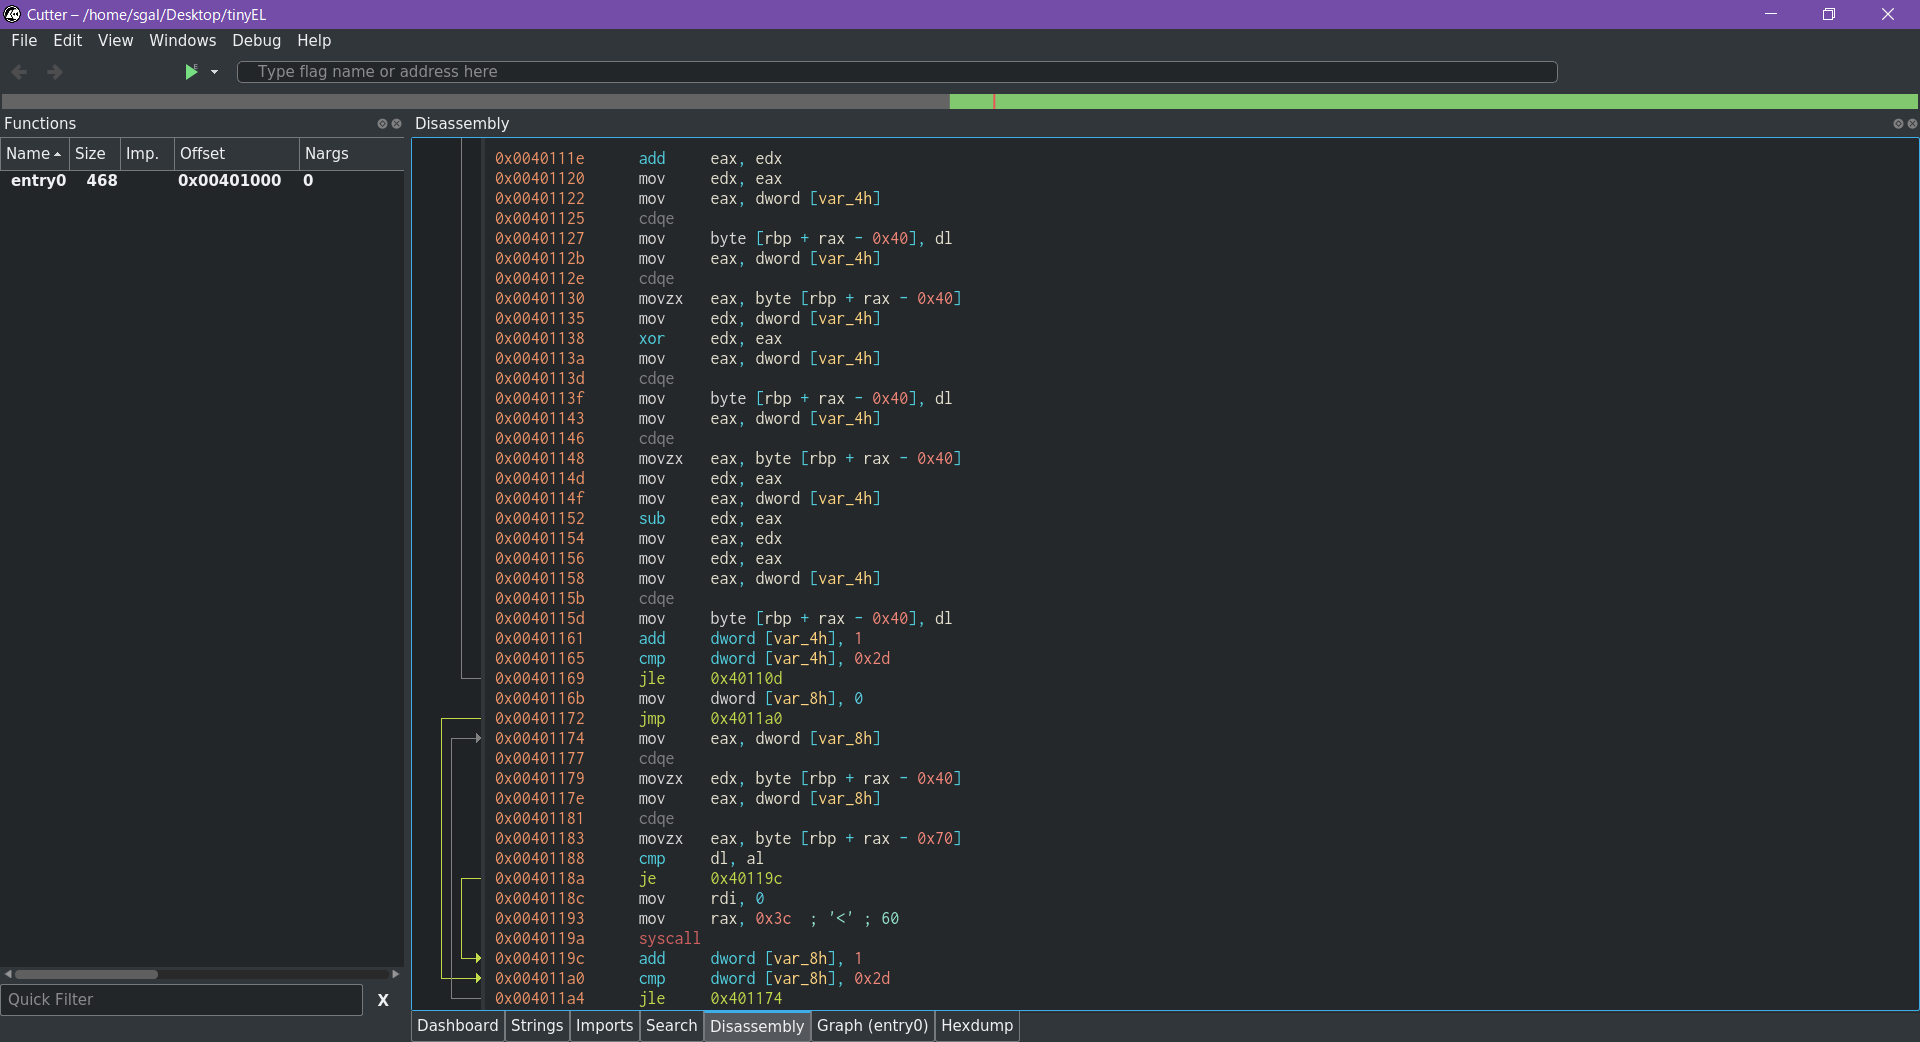 Cutter – /home/sgal/Desktop/tinyEL
File Edit View Windows Debug Help
Type flag name or address here
Functions
Name Size Imp. Offset Nargs
entry0 468 0x00401000 0
Quick Filter X
Disassembly
0x0040111e add eax, edx
0x00401120 mov edx, eax
0x00401122 mov eax, dword [var_4h]
0x00401125 cdqe
0x00401127 mov byte [rbp + rax - 0x40], dl
0x0040112b mov eax, dword [var_4h]
0x0040112e cdqe
0x00401130 movzx eax, byte [rbp + rax - 0x40]
0x00401135 mov edx, dword [var_4h]
0x00401138 xor edx, eax
0x0040113a mov eax, dword [var_4h]
0x0040113d cdqe
0x0040113f mov byte [rbp + rax - 0x40], dl
0x00401143 mov eax, dword [var_4h]
0x00401146 cdqe
0x00401148 movzx eax, byte [rbp + rax - 0x40]
0x0040114d mov edx, eax
0x0040114f mov eax, dword [var_4h]
0x00401152 sub edx, eax
0x00401154 mov eax, edx
0x00401156 mov edx, eax
0x00401158 mov eax, dword [var_4h]
0x0040115b cdqe
0x0040115d mov byte [rbp + rax - 0x40], dl
0x00401161 add dword [var_4h], 1
0x00401165 cmp dword [var_4h], 0x2d
0x00401169 jle 0x40110d
0x0040116b mov dword [var_8h], 0
0x00401172 jmp 0x4011a0
0x00401174 mov eax, dword [var_8h]
0x00401177 cdqe
0x00401179 movzx edx, byte [rbp + rax - 0x40]
0x0040117e mov eax, dword [var_8h]
0x00401181 cdqe
0x00401183 movzx eax, byte [rbp + rax - 0x70]
0x00401188 cmp dl, al
0x0040118a je 0x40119c
0x0040118c mov rdi, 0
0x00401193 mov rax, 0x3c ; '<' ; 60
0x0040119a syscall
0x0040119c add dword [var_8h], 1
0x004011a0 cmp dword [var_8h], 0x2d
0x004011a4 jle 0x401174
Dashboard Strings Imports Search Disassembly Graph (entry0) Hexdump